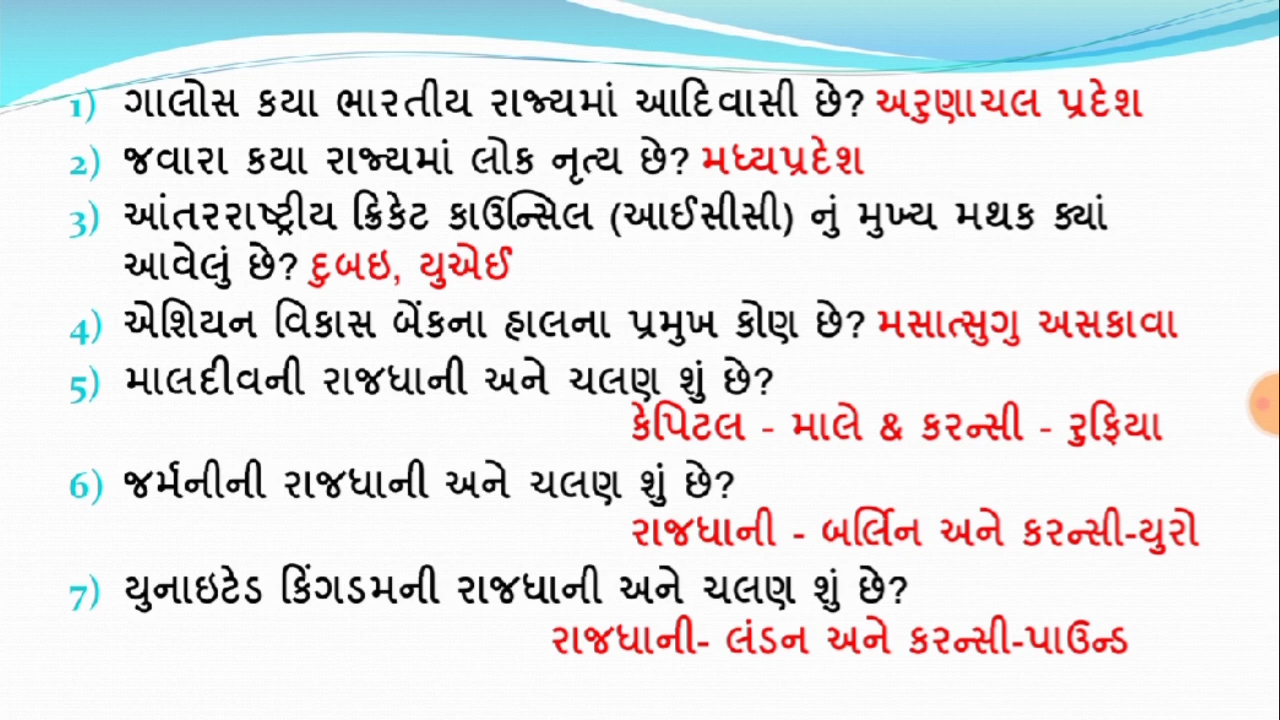 1) ગાલોસ કયા ભારતીય રાજ્યમાં આદિવાસી છે? અરુણાચલ પ્રદેશ
2) જવારા કયા રાજ્યમાં લોક નૃત્ય છે? મધ્યપ્રદેશ
3) આંતરરાષ્ટ્રીય ક્રિકેટ કાઉન્સિલ (આઈસીસી) નું મુખ્ય મથક ક્યાં
આવેલું છે? દુબઇ, યુએઈ
4) એશિયન વિકાસ બેંકના હાલના પ્રમુખ કોણ છે? મસાત્સુગુ અસકાવા
5) માલદીવની રાજધાની અને ચલણ શું છે?
કેપિટલ - માલે & કરન્સી - રુફિયા
6) જર્મનીની રાજધાની અને ચલણ શું છે?
રાજધાની - બર્લિન અને કરન્સી-યુરો
7) યુનાઇટેડ કિંગડમની રાજધાની અને ચલણ શું છે?
રાજધાની- લંડન અને કરન્સી-પાઉન્ડ